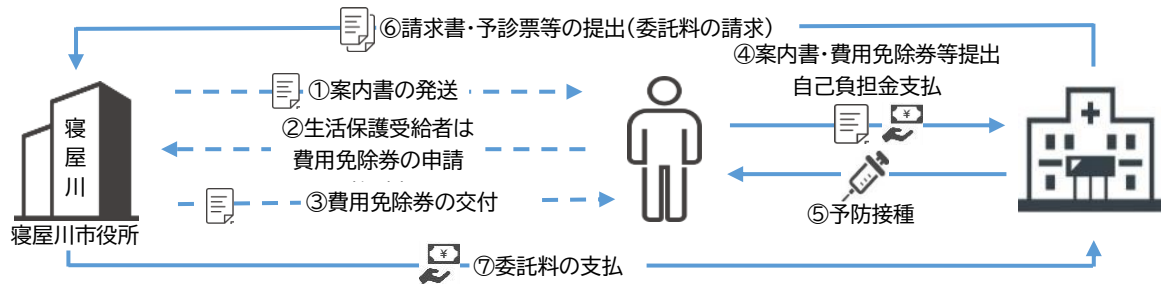 ⑥請求書・予診票等の提出(委託料の請求)
④案内書・費用免除券等提出
自己負担金支払
①案内書の発送
②生活保護受給者は
費用免除券の申請
③費用免除券の交付
⑤予防接種
寝屋川
寝屋川市役所
⑦委託料の支払
¥
¥